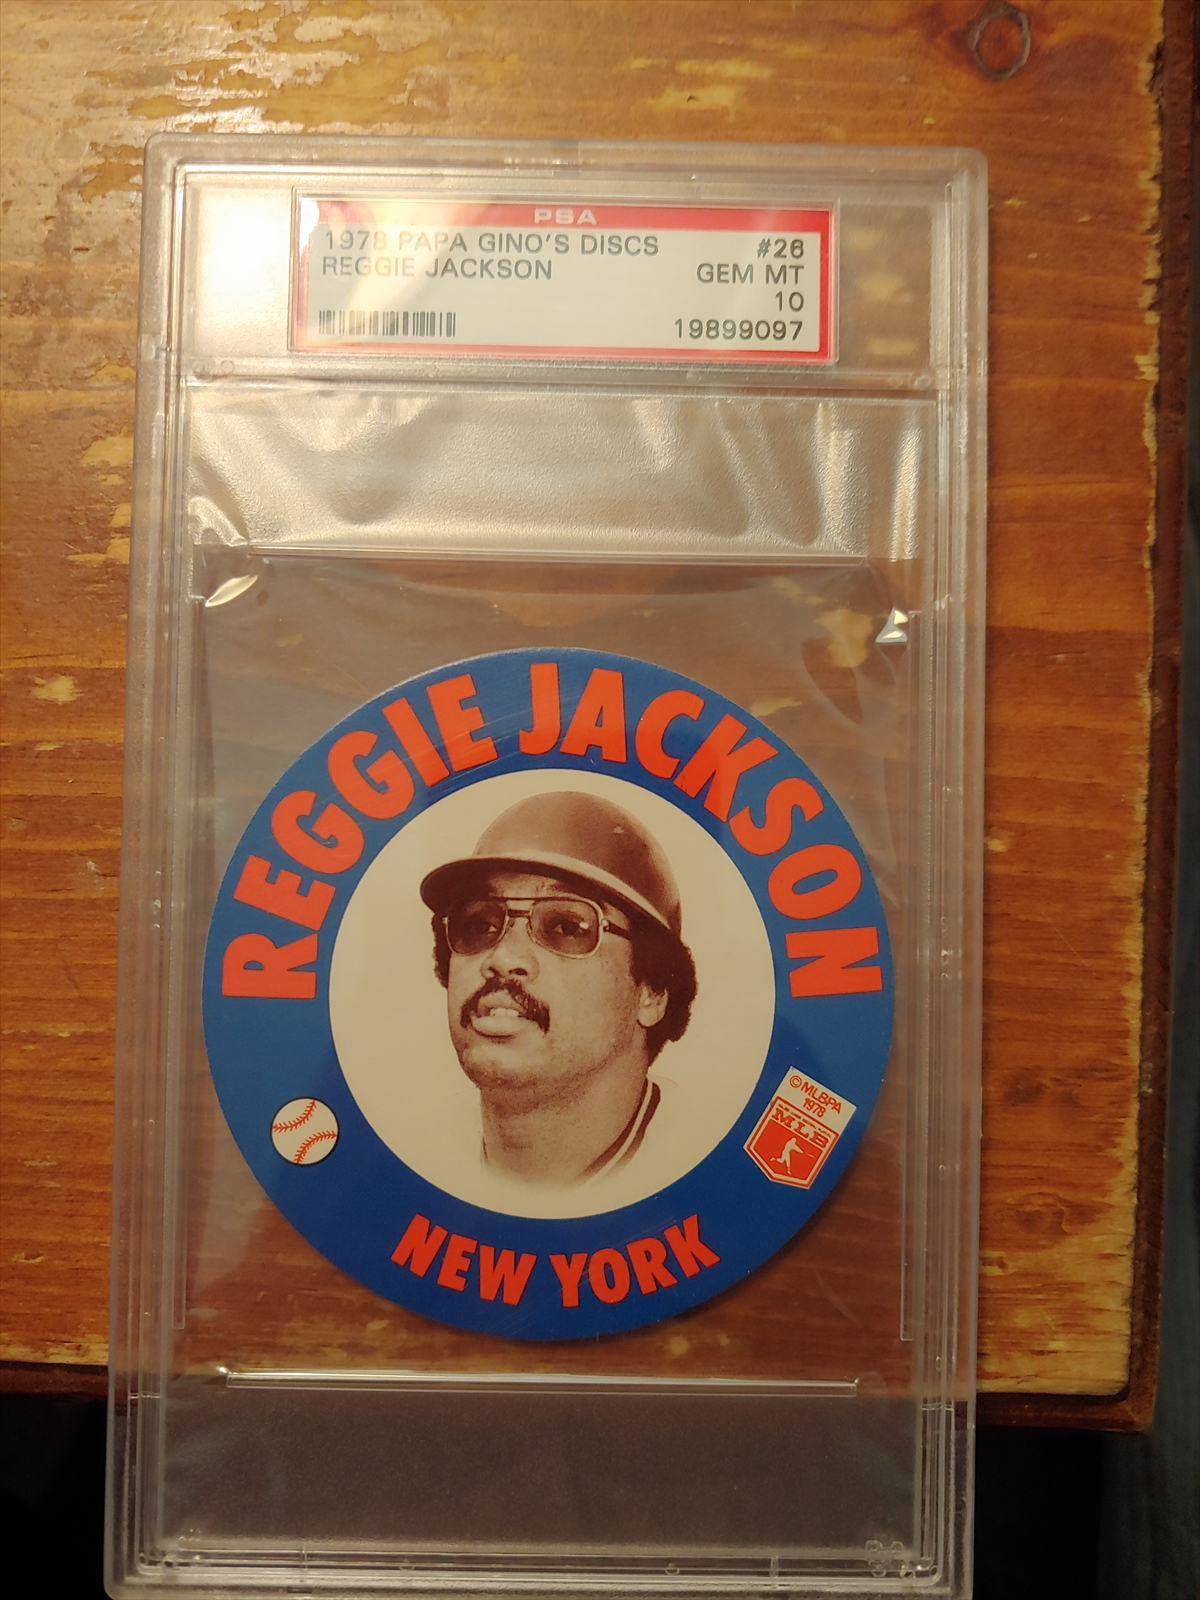 PSA
1978 PAPA GINO'S DISCS #26
REGGIE JACKSON GEM MT
10
19899097
REGGIE JACKSON
©MLBPA
1978
MLB
NEW YORK